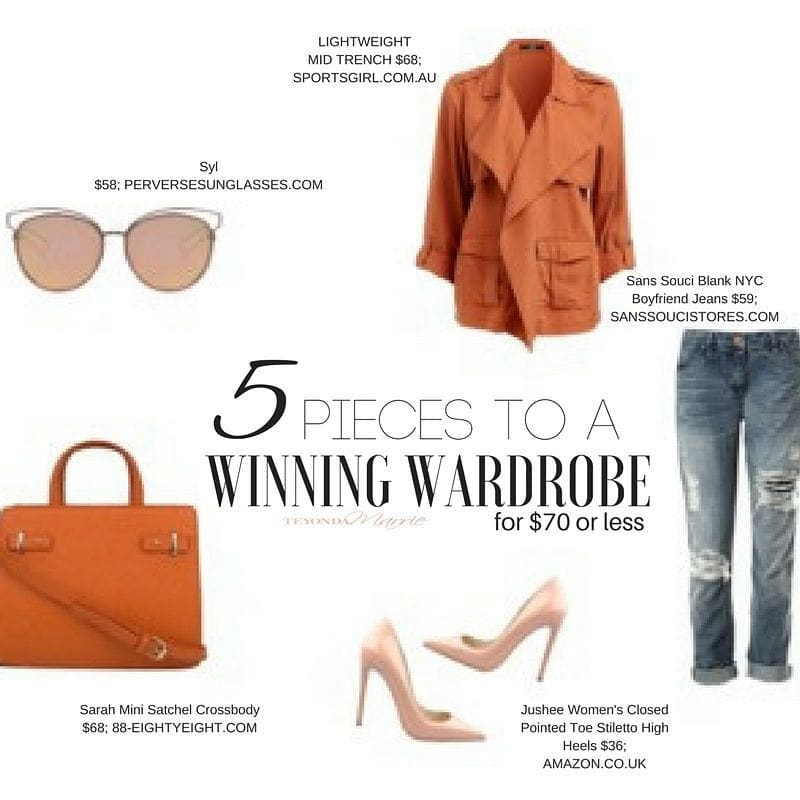 LIGHTWEIGHT
MID TRENCH $68;
SPORTSGIRL.COM.AU
Syl
$58; PERVERSESUNGLASSES.COM
Sans Souci Blank NYC
Boyfriend Jeans $59;
SANSSOUCISTORES.COM
5 PIECES TO A
WINNING WARDROBE
TEYONDA Marrie
for $70 or less
Sarah Mini Satchel Crossbody
$68; 88-EIGHTYEIGHT.COM
Jushee Women's Closed
Pointed Toe Stiletto High
Heels $36;
AMAZON.CO.UK